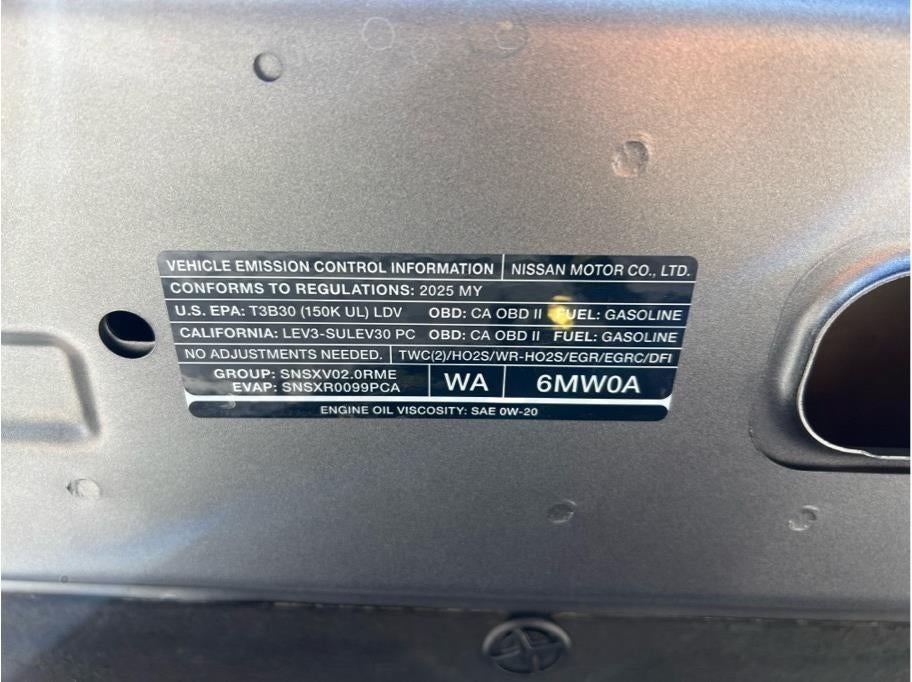 VEHICLE EMISSION CONTROL INFORMATION NISSAN MOTOR CO., LTD.
CONFORMS TO REGULATIONS: 2025 MY
U.S. EPA: T3B30 (150K UL) LDV OBD: CA OBD II FUEL: GASOLINE
CALIFORNIA: LEV3-SULEV30 PC OBD: CA OBD II FUEL: GASOLINE
NO ADJUSTMENTS NEEDED. TWC(2)/HO2S/WR-HO2S/EGR/EGRC/DFI
GROUP: SNSXV02.0RME
EVAP: SNSXR0099PCA
WA 6MW0A
ENGINE OIL VISCOSITY: SAE 0W-20